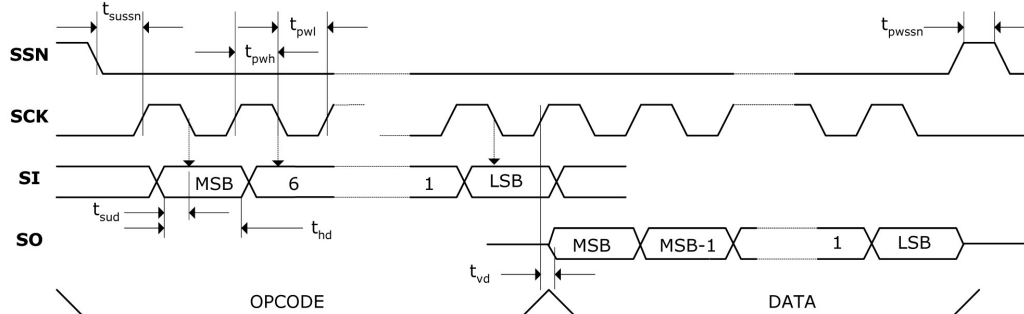 tsussn tpwl tpwssn
tpwh
SSN
SCK
SI MSB 6 1 LSB
tsud thd
SO MSB MSB-1 1 LSB
tvd
OPCODE DATA